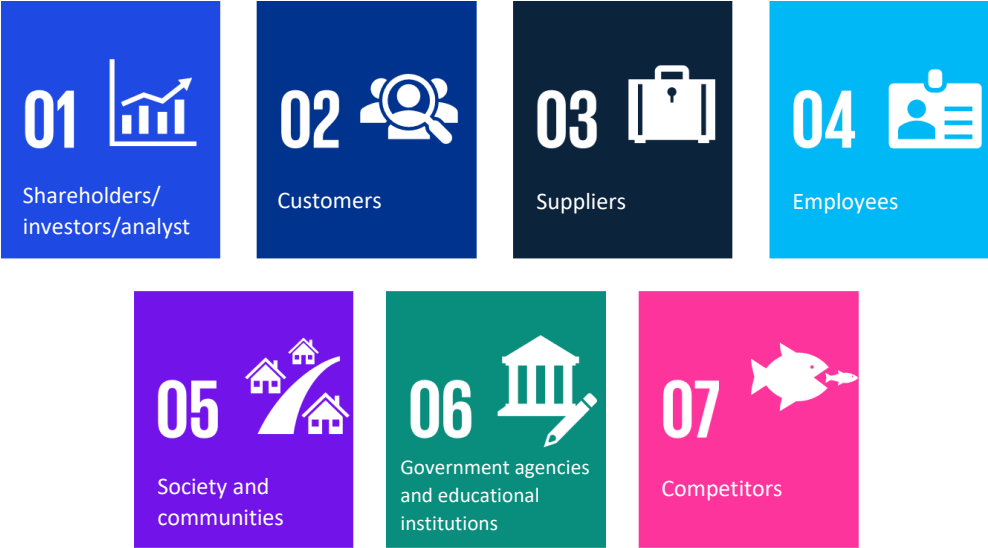 01
Shareholders/
investors/analyst
02
Customers
03
Suppliers
04
Employees
05
Society and
communities
06
Government agencies
and educational
institutions
07
Competitors